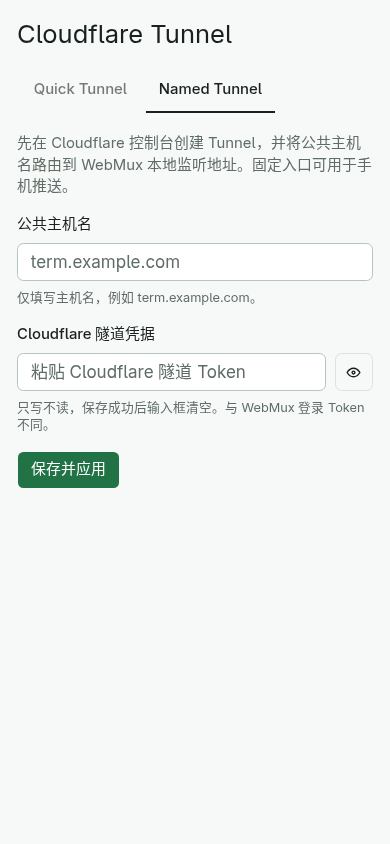 Cloudflare Tunnel
Quick Tunnel
Named Tunnel
先在 Cloudflare 控制台创建 Tunnel，并将公共主机
名路由到 WebMux 本地监听地址。固定入口可用于手
机推送。
公共主机名
term.example.com
仅填写主机名，例如 term.example.com。
Cloudflare 隧道凭据
粘贴 Cloudflare 隧道 Token
只写不读，保存成功后输入框清空。与 WebMux 登录 Token
不同。
保存并应用